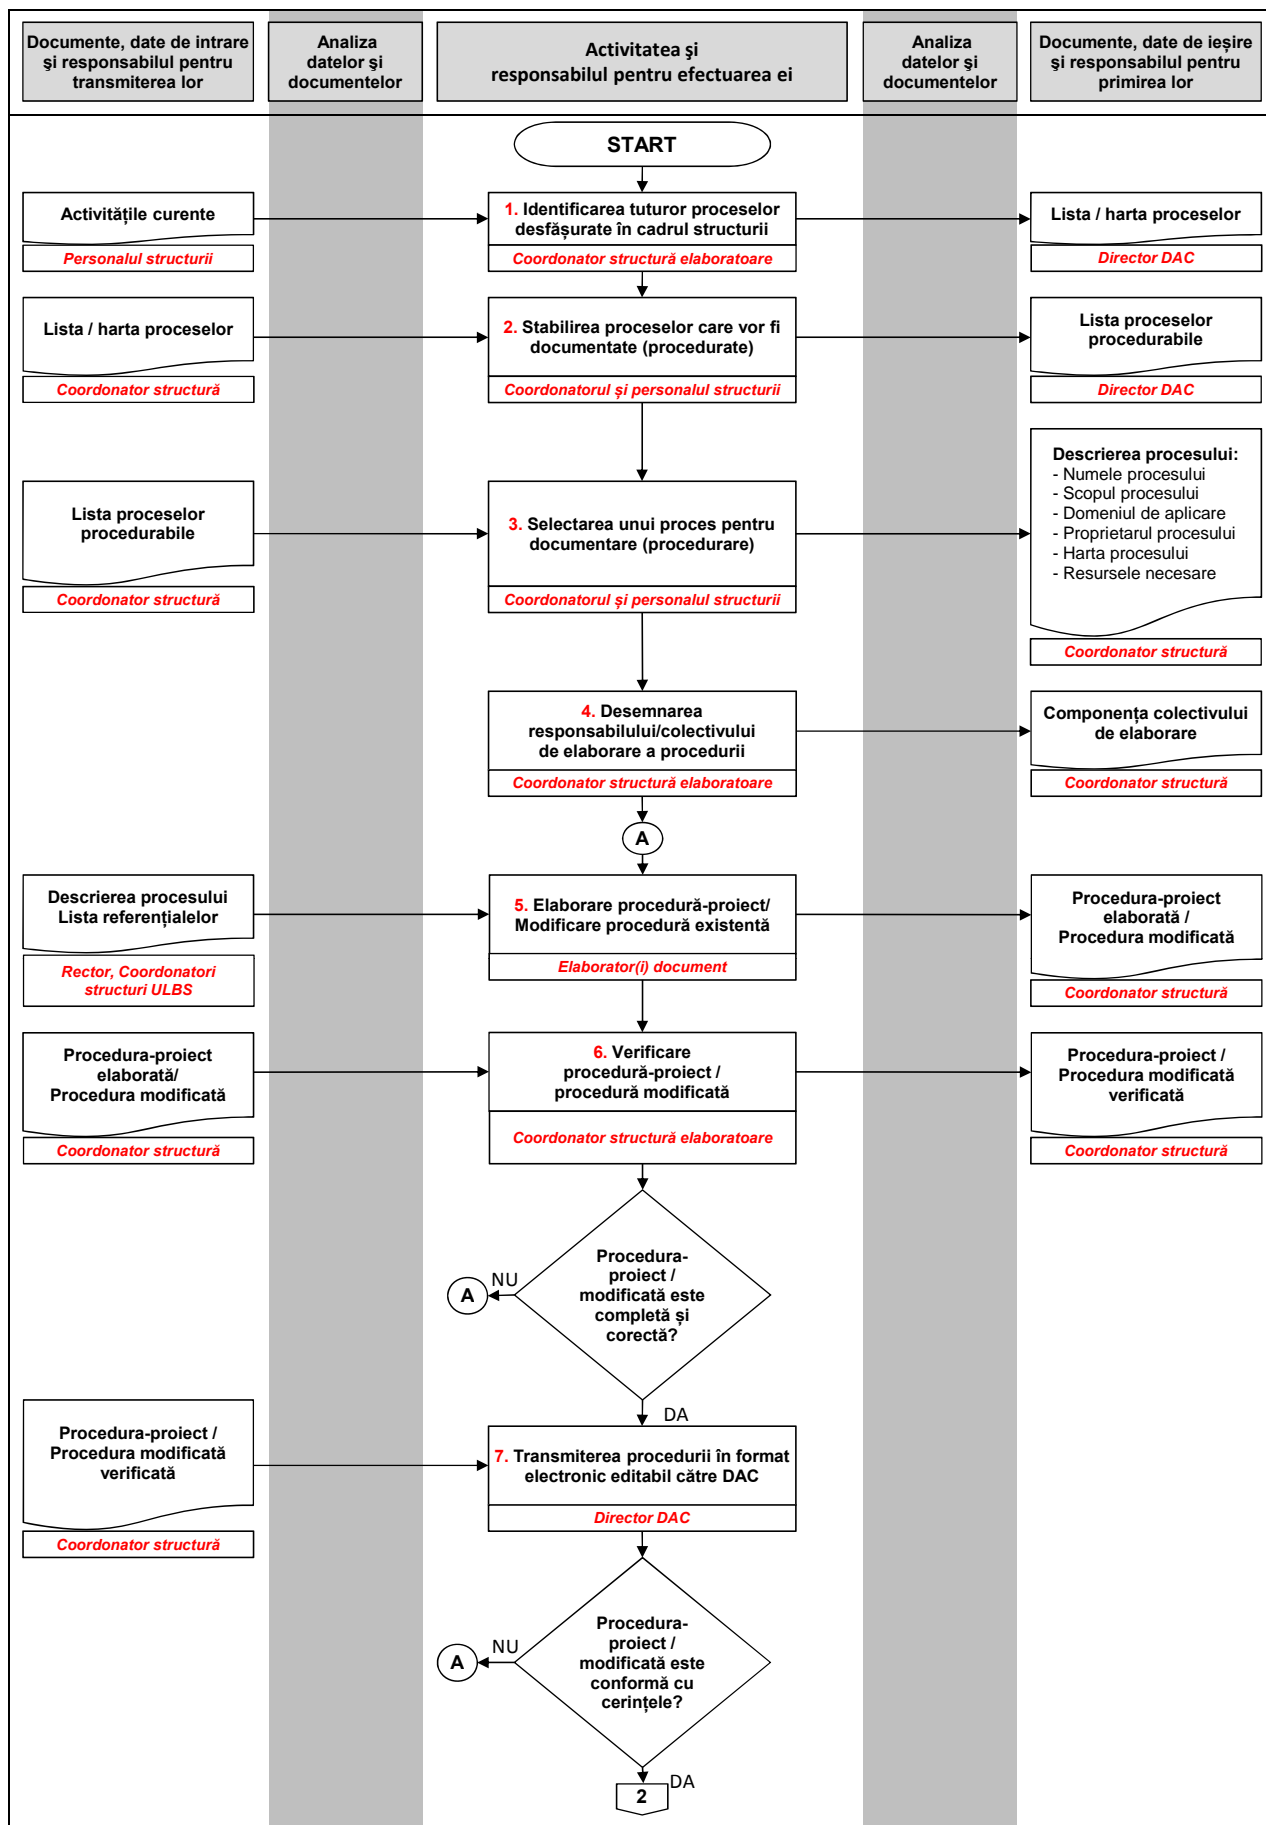 Documente, date de intrare
şi responsabilul pentru
transmiterea lor
Analiza
datelor şi
documentelor
Activitatea şi
responsabilul pentru efectuarea ei
Analiza
datelor şi
documentelor
Documente, date de ieșire
şi responsabilul pentru
primirea lor
START
Activitățile curente
Personalul structurii
1. Identificarea tuturor proceselor
desfășurate în cadrul structurii
Coordonator structură elaboratoare
Lista / harta proceselor
Director DAC
Lista / harta proceselor
Coordonator structură
2. Stabilirea proceselor care vor fi
documentate (procedurate)
Coordonatorul și personalul structurii
Lista proceselor
procedurabile
Director DAC
Lista proceselor
procedurabile
Coordonator structură
3. Selectarea unui proces pentru
documentare (procedurare)
Coordonatorul și personalul structurii
Descrierea procesului:
- Numele procesului
- Scopul procesului
- Domeniul de aplicare
- Proprietarul procesului
- Harta procesului
- Resursele necesare
Coordonator structură
4. Desemnarea
responsabilului/colectivului
de elaborare a procedurii
Coordonator structură elaboratoare
Componența colectivului
de elaborare
Coordonator structură
A
Descrierea procesului
Lista referențialelor
Rector, Coordonatori
structuri ULBS
5. Elaborare procedură-proiect/
Modificare procedură existentă
Elaborator(i) document
Procedura-proiect
elaborată /
Procedura modificată
Coordonator structură
Procedura-proiect
elaborată/
Procedura modificată
Coordonator structură
6. Verificare
procedură-proiect /
procedură modificată
Coordonator structură elaboratoare
Procedura-proiect /
Procedura modificată
verificată
Coordonator structură
Procedura-
proiect /
modificată este
completă și
corectă?
NU
A
DA
Procedura-proiect /
Procedura modificată
verificată
Coordonator structură
7. Transmiterea procedurii în format
electronic editabil către DAC
Director DAC
Procedura-
proiect /
modificată este
conformă cu
cerințele?
NU
A
DA
2